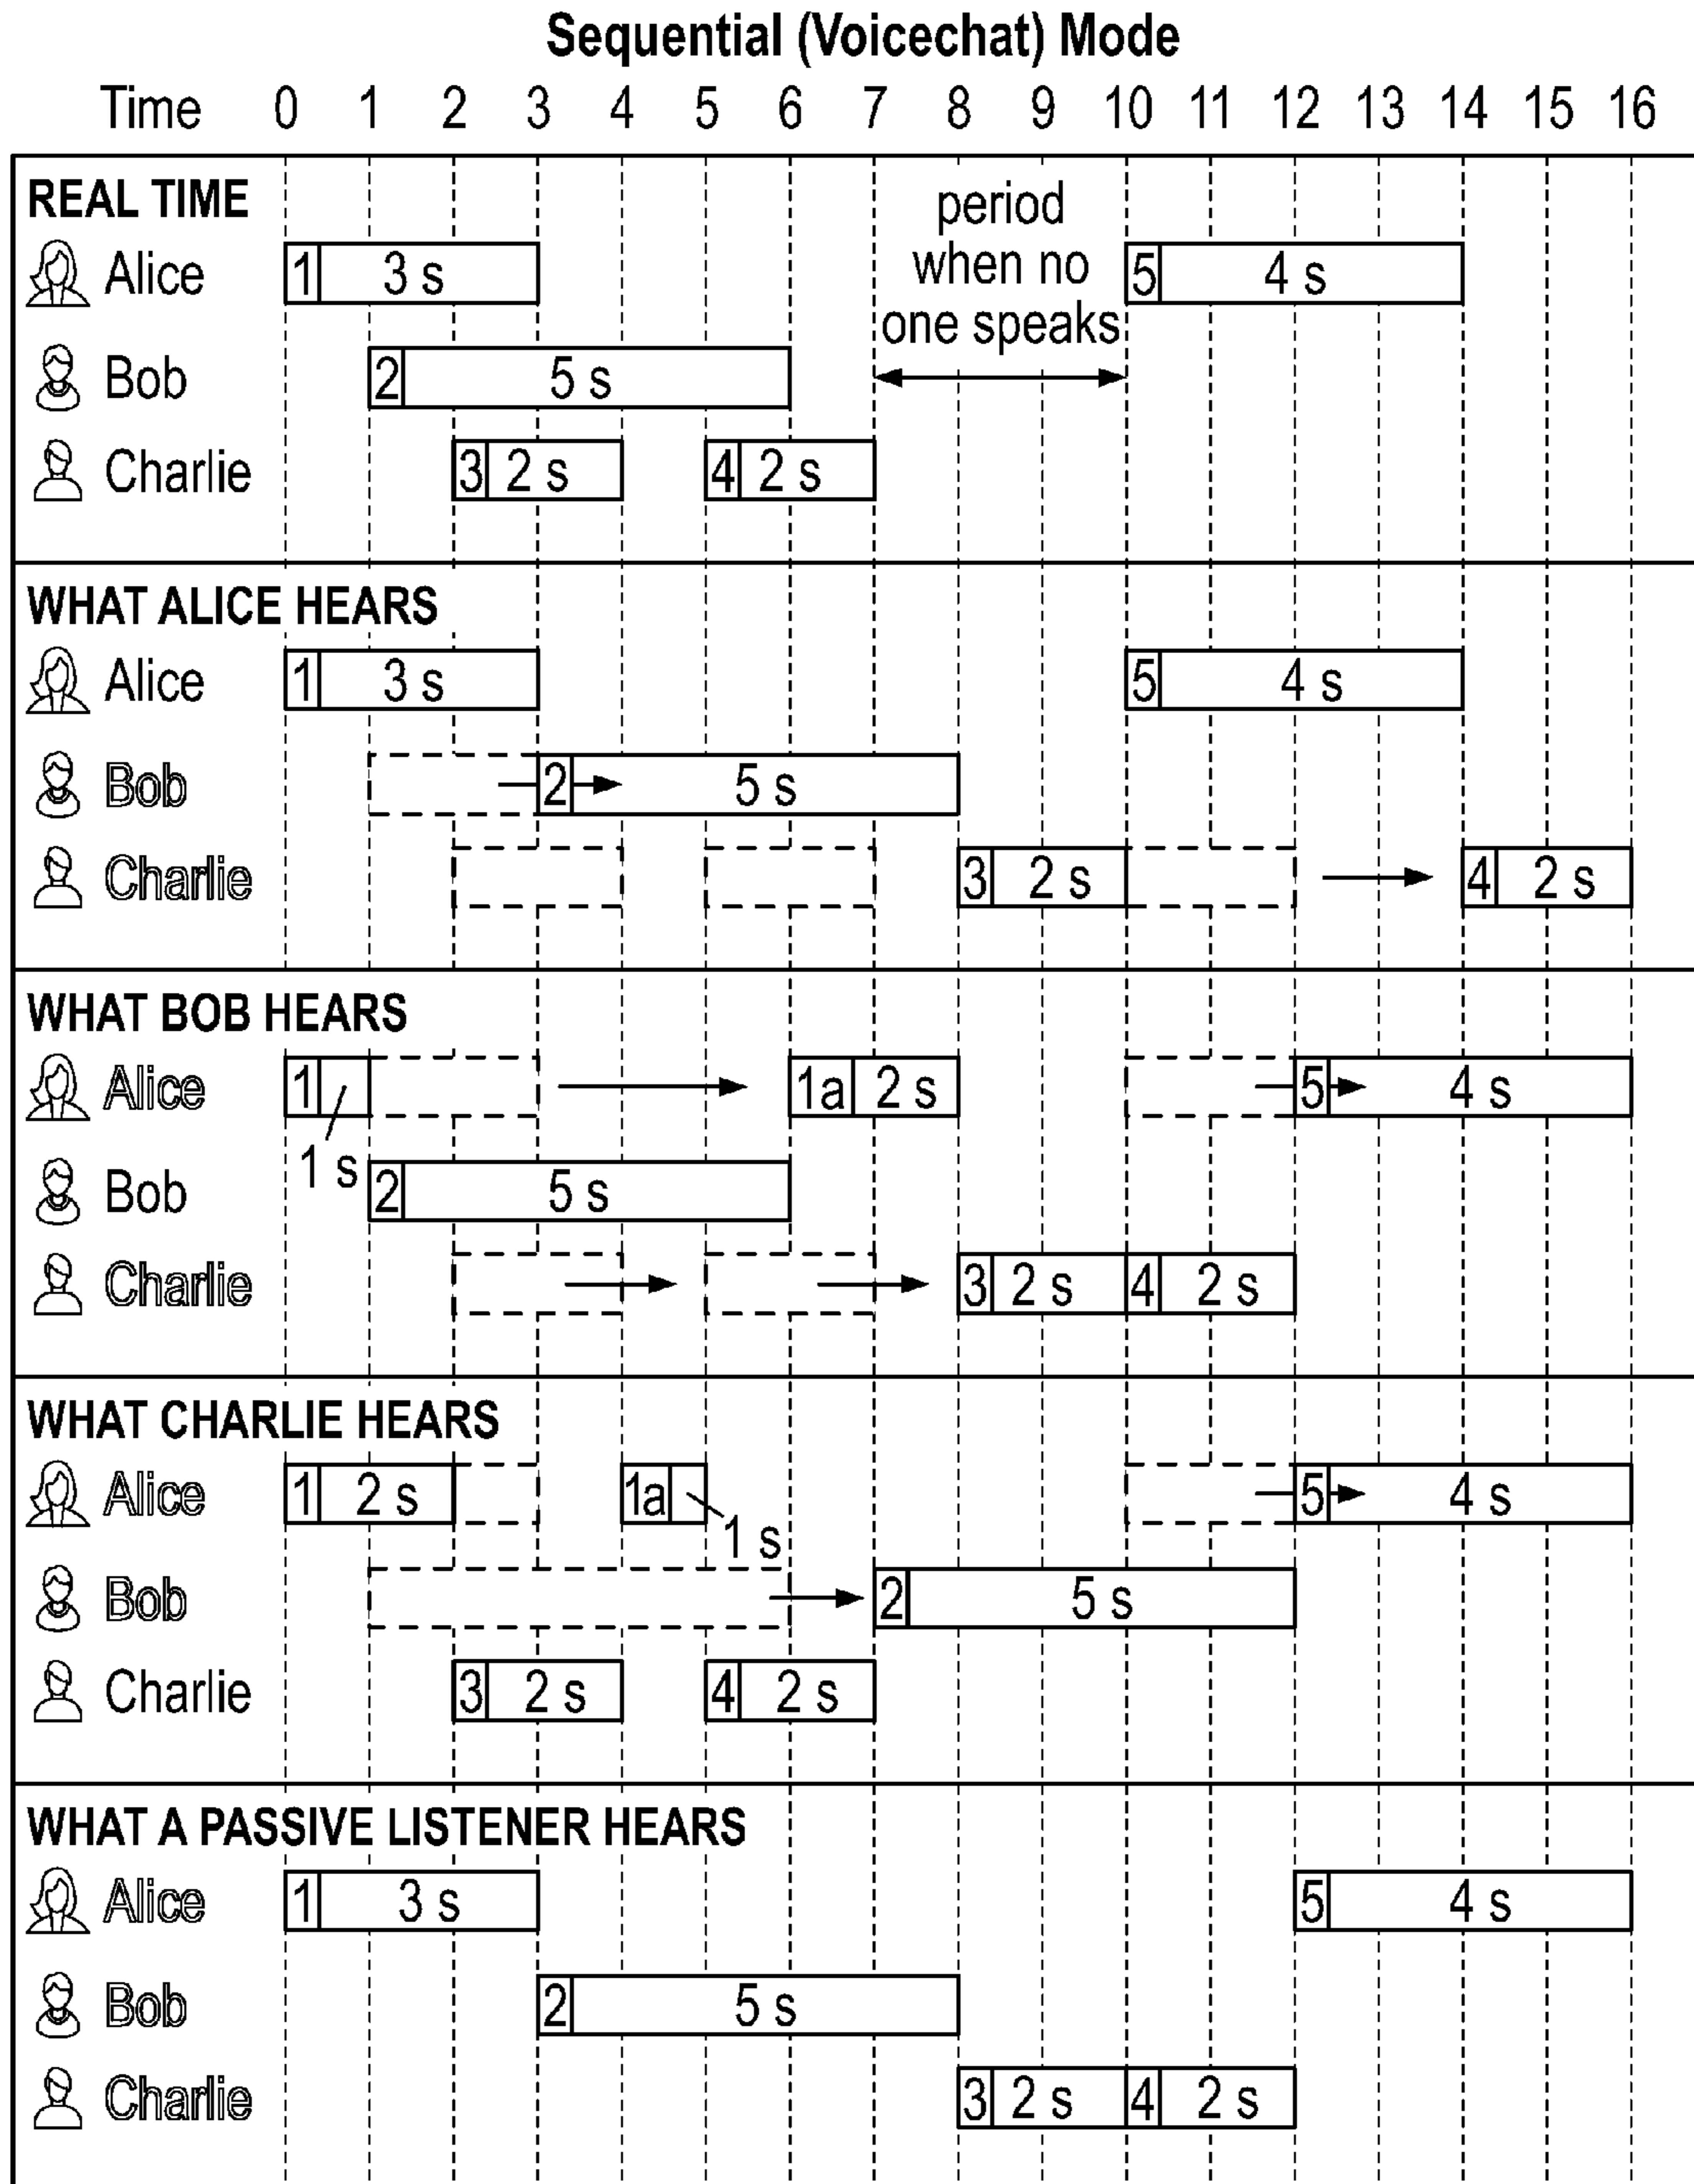 Sequential (Voicechat) Mode
Time 0 1 2 3 4 5 6 7 8 9 10 11 12 13 14 15 16
REAL TIME
period
when no
one speaks
Alice 1 3 s 5 4 s
Bob 2 5 s
Charlie 3 2 s 4 2 s
WHAT ALICE HEARS
Alice 1 3 s 5 4 s
Bob 2 5 s
Charlie 3 2 s 4 2 s
WHAT BOB HEARS
Alice 1 1a 2 s 5 4 s
1 s
Bob 2 5 s
Charlie 3 2 s 4 2 s
WHAT CHARLIE HEARS
Alice 1 2 s 1a 5 4 s
1 s
Bob 2 5 s
Charlie 3 2 s 4 2 s
WHAT A PASSIVE LISTENER HEARS
Alice 1 3 s 5 4 s
Bob 2 5 s
Charlie 3 2 s 4 2 s